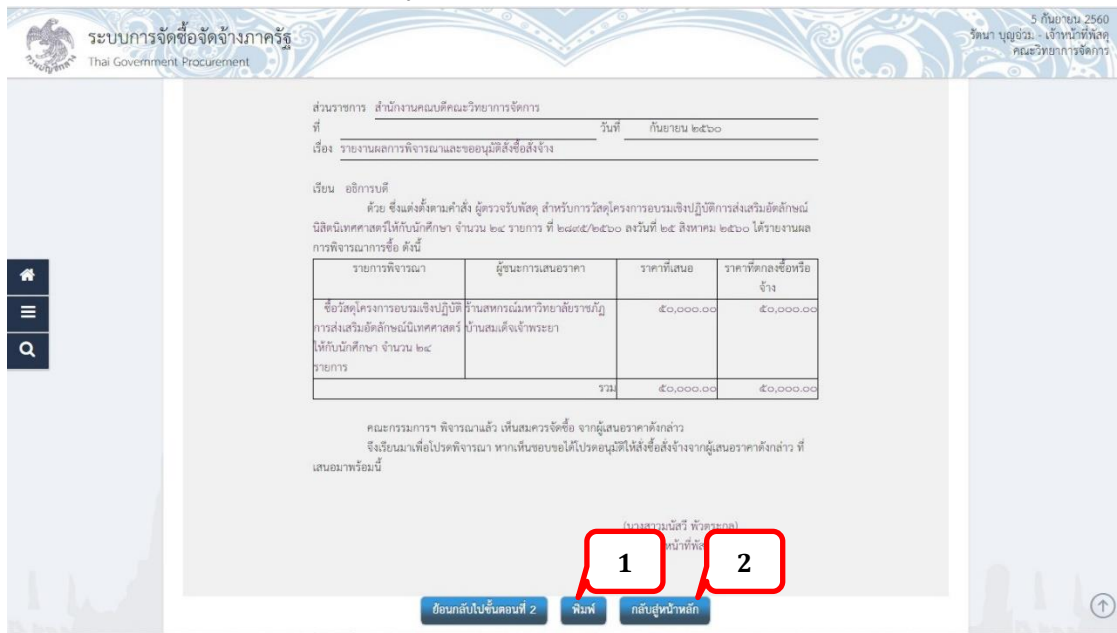 ระบบการจัดซื้อจัดจ้างภาครัฐ
Thai Government Procurement
5 กันยายน 2560
รัตนา บุญอ่วม - เจ้าหน้าที่พัสดุ
คณะวิทยาการจัดการ
ส่วนราชการ สำนักงานคณบดีคณะวิทยาการจัดการ
ที่ วันที่ กันยายน ๒๕๖๐
เรื่อง รายงานผลการพิจารณาและขออนุมัติสั่งซื้อสั่งจ้าง
เรียน อธิการบดี
ด้วย ซึ่งแต่งตั้งตามคำสั่ง ผู้ตรวจรับพัสดุ สำหรับการวัสดุโครงการอบรมเชิงปฏิบัติการส่งเสริมอัตลักษณ์
นิสิตนิเทศศาสตร์ให้กับนักศึกษา จำนวน ๒๔ รายการ ที่ ๒๘๙๕/๒๕๖๐ ลงวันที่ ๒๕ สิงหาคม ๒๕๖๐ ได้รายงานผล
การพิจารณาการซื้อ ดังนี้
รายการพิจารณา ผู้ชนะการเสนอราคา ราคาที่เสนอ ราคาที่ตกลงซื้อหรือ
จ้าง
ซื้อวัสดุโครงการอบรมเชิงปฏิบัติ ร้านสหกรณ์มหาวิทยาลัยราชภัฏ ๕๐,๐๐๐.๐๐ ๕๐,๐๐๐.๐๐
การส่งเสริมอัตลักษณ์นิเทศศาสตร์ บ้านสมเด็จเจ้าพระยา
ให้กับนักศึกษา จำนวน ๒๔
รายการ
รวม ๕๐,๐๐๐.๐๐ ๕๐,๐๐๐.๐๐
คณะกรรมการฯ พิจารณาแล้ว เห็นสมควรจัดซื้อ จากผู้เสนอราคาดังกล่าว
จึงเรียนมาเพื่อโปรดพิจารณา หากเห็นชอบขอได้โปรดอนุมัติให้สั่งซื้อสั่งจ้างจากผู้เสนอราคาดังกล่าว ที่
เสนอมาพร้อมนี้
(นางสาวมนัสวี
1
2
ย้อนกลับไปขั้นตอนที่ 2
พิมพ์
กลับสู่หน้าหลัก